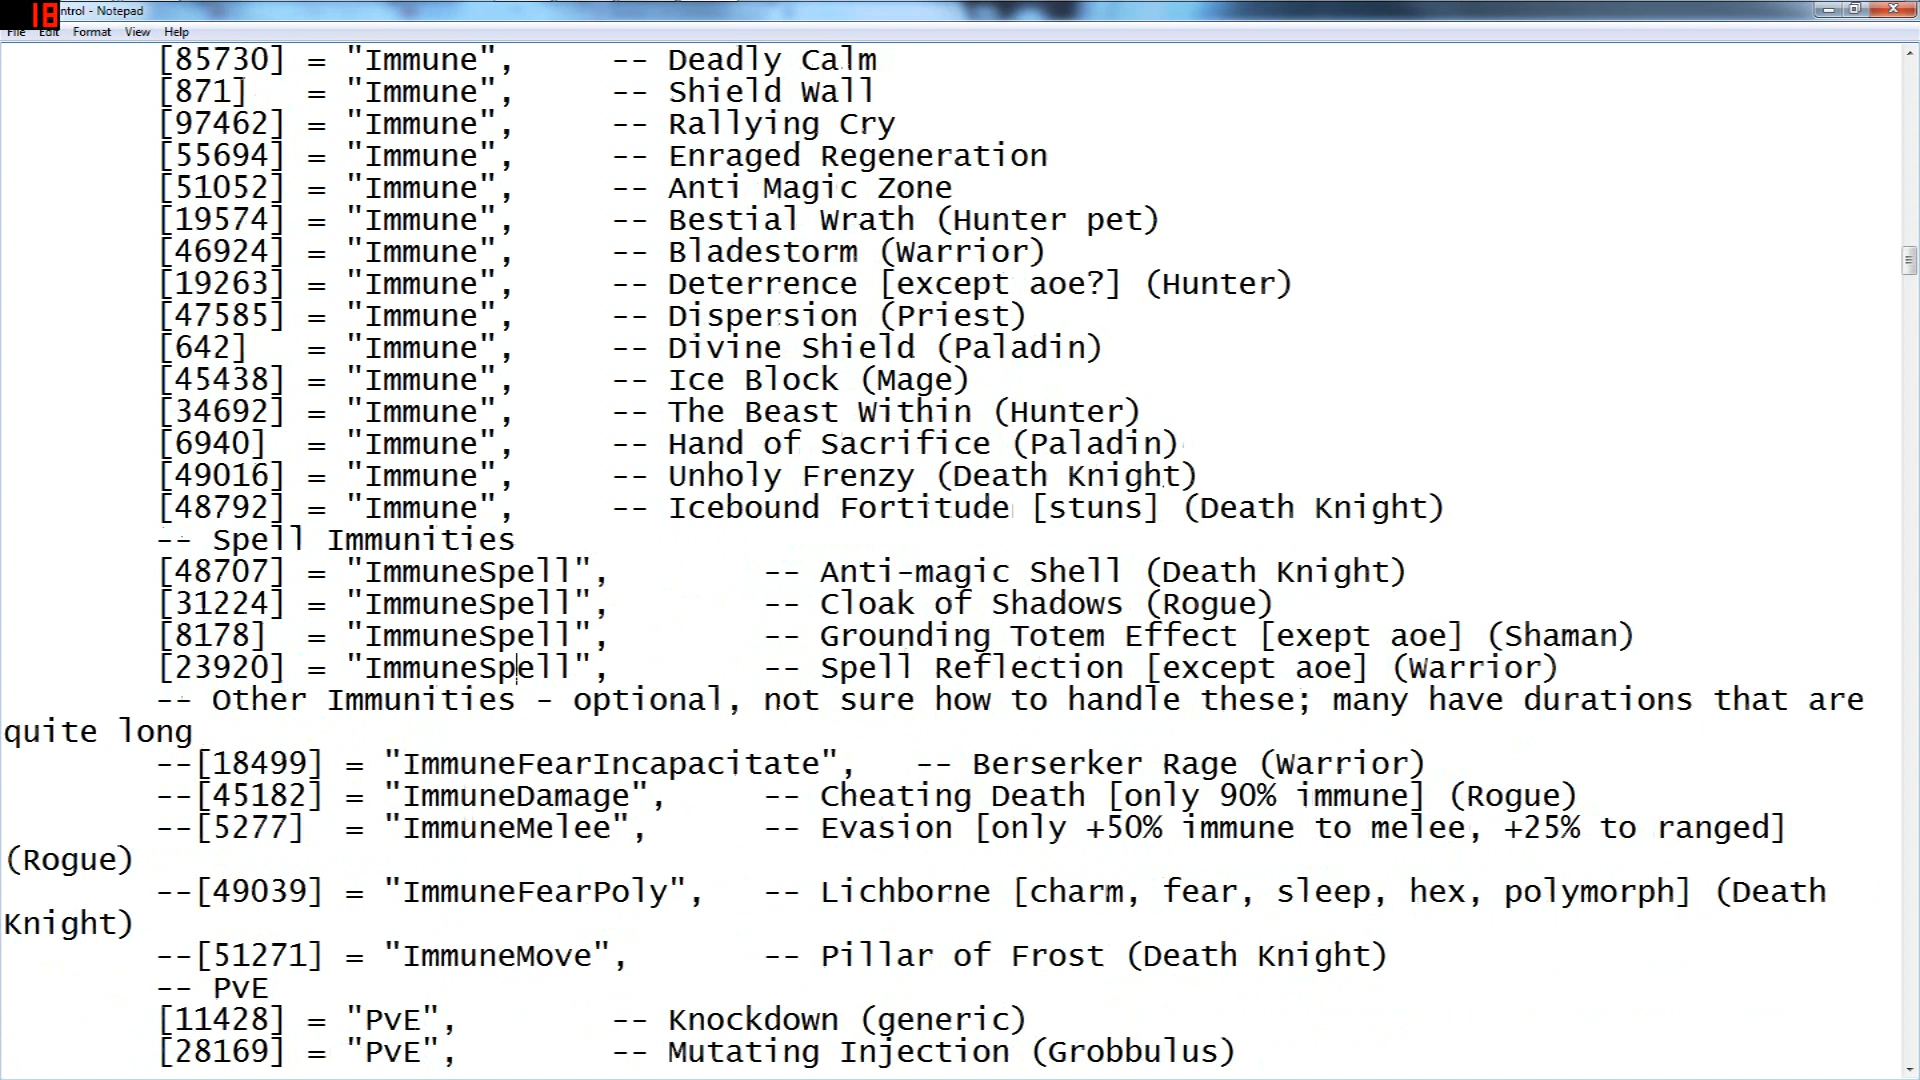 18
ntrol - Notepad
File Edit Format View Help
[85730] = "Immune", -- Deadly Calm
[871] = "Immune", -- Shield Wall
[97462] = "Immune", -- Rallying Cry
[55694] = "Immune", -- Enraged Regeneration
[51052] = "Immune", -- Anti Magic Zone
[19574] = "Immune", -- Bestial Wrath (Hunter pet)
[46924] = "Immune", -- Bladestorm (Warrior)
[19263] = "Immune", -- Deterrence [except aoe?] (Hunter)
[47585] = "Immune", -- Dispersion (Priest)
[642] = "Immune", -- Divine Shield (Paladin)
[45438] = "Immune", -- Ice Block (Mage)
[34692] = "Immune", -- The Beast Within (Hunter)
[6940] = "Immune", -- Hand of Sacrifice (Paladin)
[49016] = "Immune", -- Unholy Frenzy (Death Knight)
[48792] = "Immune", -- Icebound Fortitude [stuns] (Death Knight)
-- Spell Immunities
[48707] = "ImmuneSpell", -- Anti-magic Shell (Death Knight)
[31224] = "ImmuneSpell", -- Cloak of Shadows (Rogue)
[8178] = "ImmuneSpell", -- Grounding Totem Effect [exept aoe] (Shaman)
[23920] = "ImmuneSpell", -- Spell Reflection [except aoe] (Warrior)
-- Other Immunities - optional, not sure how to handle these; many have durations that are
quite long
--[18499] = "ImmuneFearIncapacitate", -- Berserker Rage (Warrior)
--[45182] = "ImmuneDamage", -- Cheating Death [only 90% immune] (Rogue)
--[5277] = "ImmuneMelee", -- Evasion [only +50% immune to melee, +25% to ranged]
(Rogue)
--[49039] = "ImmuneFearPoly", -- Lichborne [charm, fear, sleep, hex, polymorph] (Death
Knight)
--[51271] = "ImmuneMove", -- Pillar of Frost (Death Knight)
-- PvE
[11428] = "PvE", -- Knockdown (generic)
[28169] = "PvE", -- Mutating Injection (Grobbulus)